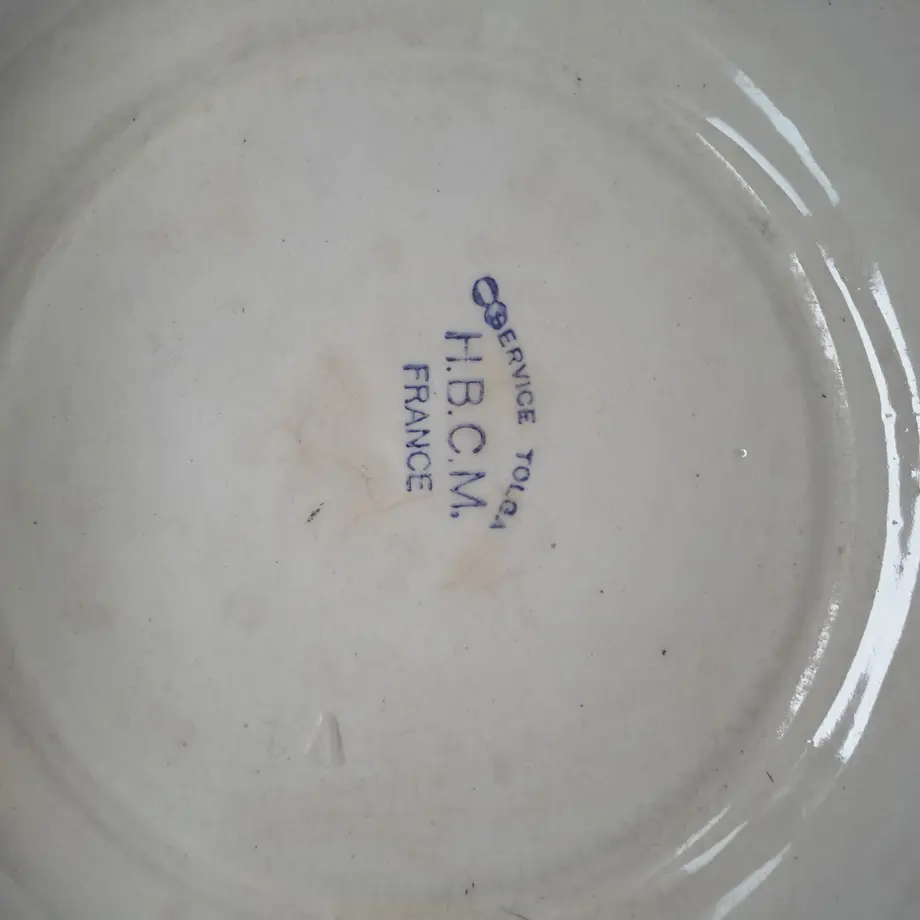 SERVICE TOLGA
H.B.C.M.
FRANCE